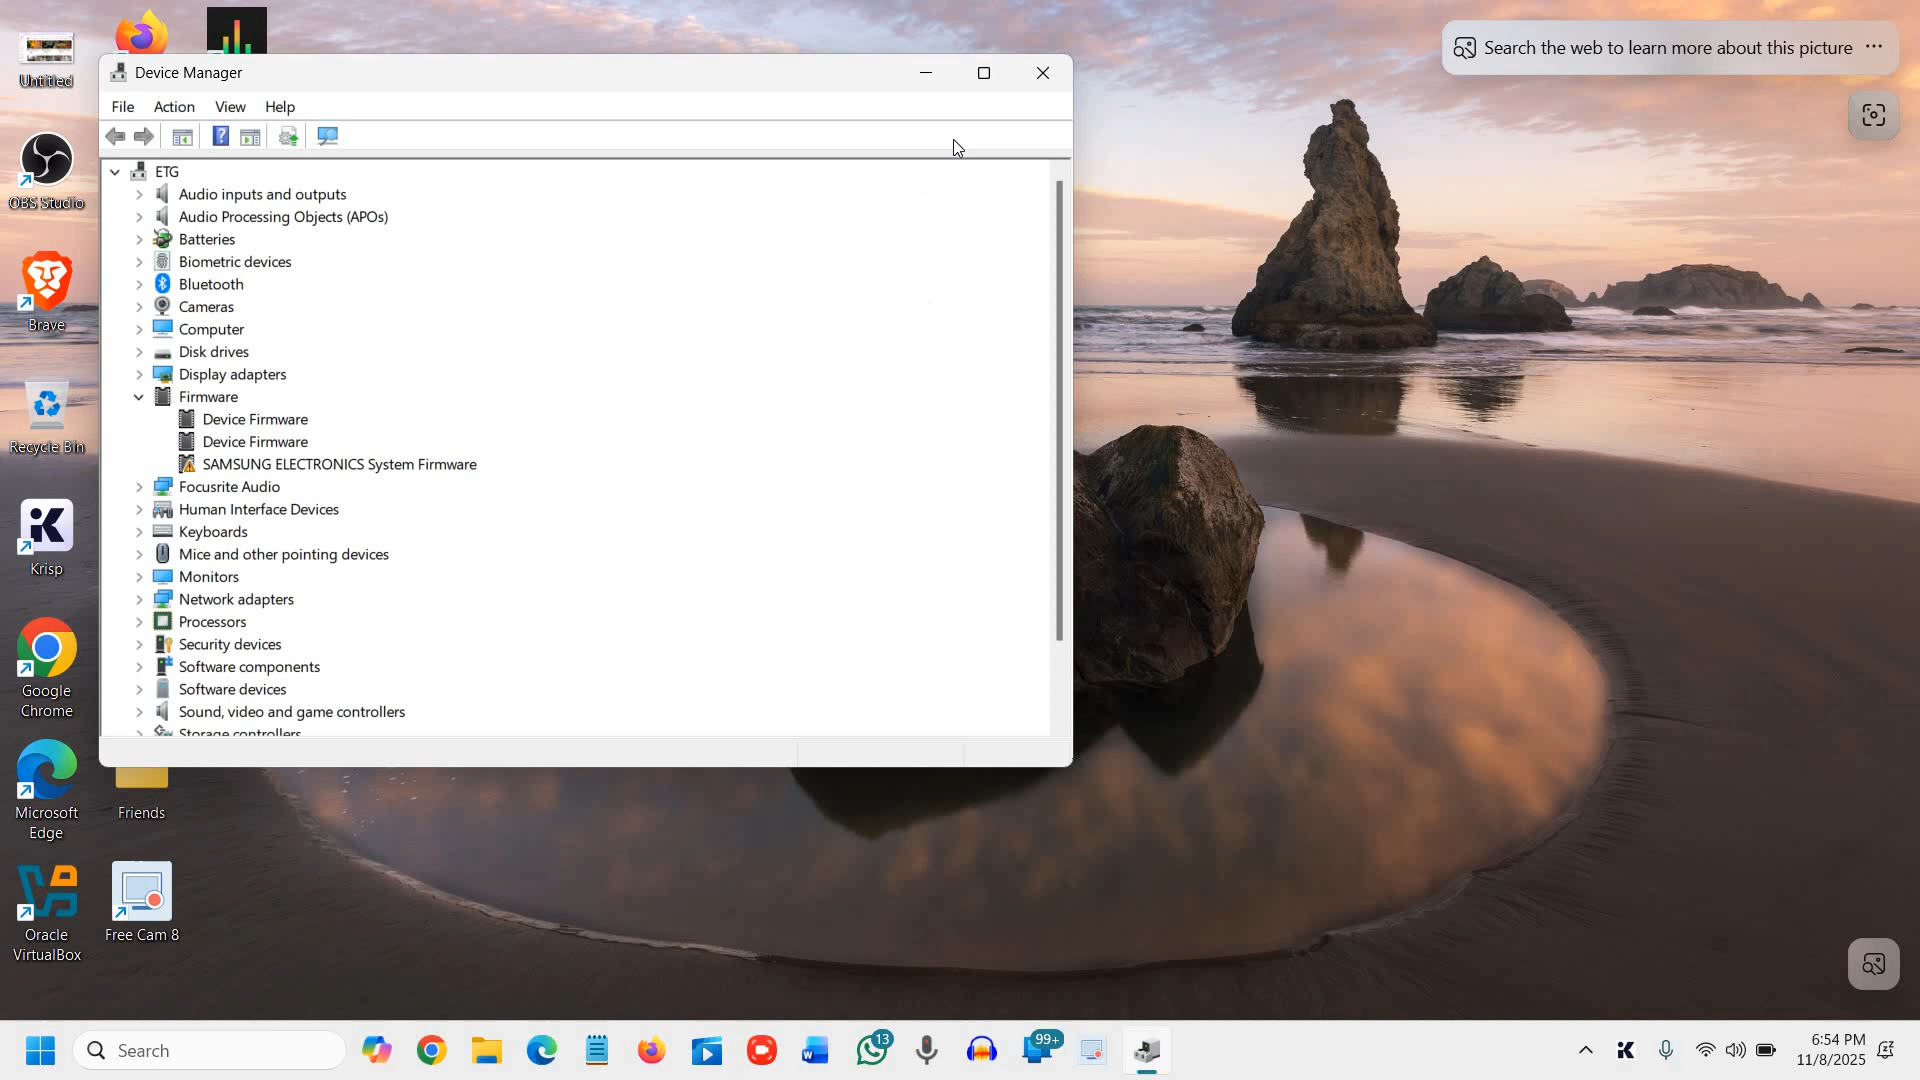 Untitled
OBS Studio
Brave
Recycle Bin
Krisp
Google
Chrome
Microsoft
Edge
Oracle
VirtualBox
Friends
Free Cam 8
Device Manager
File Action View Help
ETG
Audio inputs and outputs
Audio Processing Objects (APOs)
Batteries
Biometric devices
Bluetooth
Cameras
Computer
Disk drives
Display adapters
Firmware
Device Firmware
Device Firmware
SAMSUNG ELECTRONICS System Firmware
Focusrite Audio
Human Interface Devices
Keyboards
Mice and other pointing devices
Monitors
Network adapters
Processors
Security devices
Software components
Software devices
Sound, video and game controllers
Storage controllers
Search the web to learn more about this picture
Search
13
99+
6:54 PM
11/8/2025